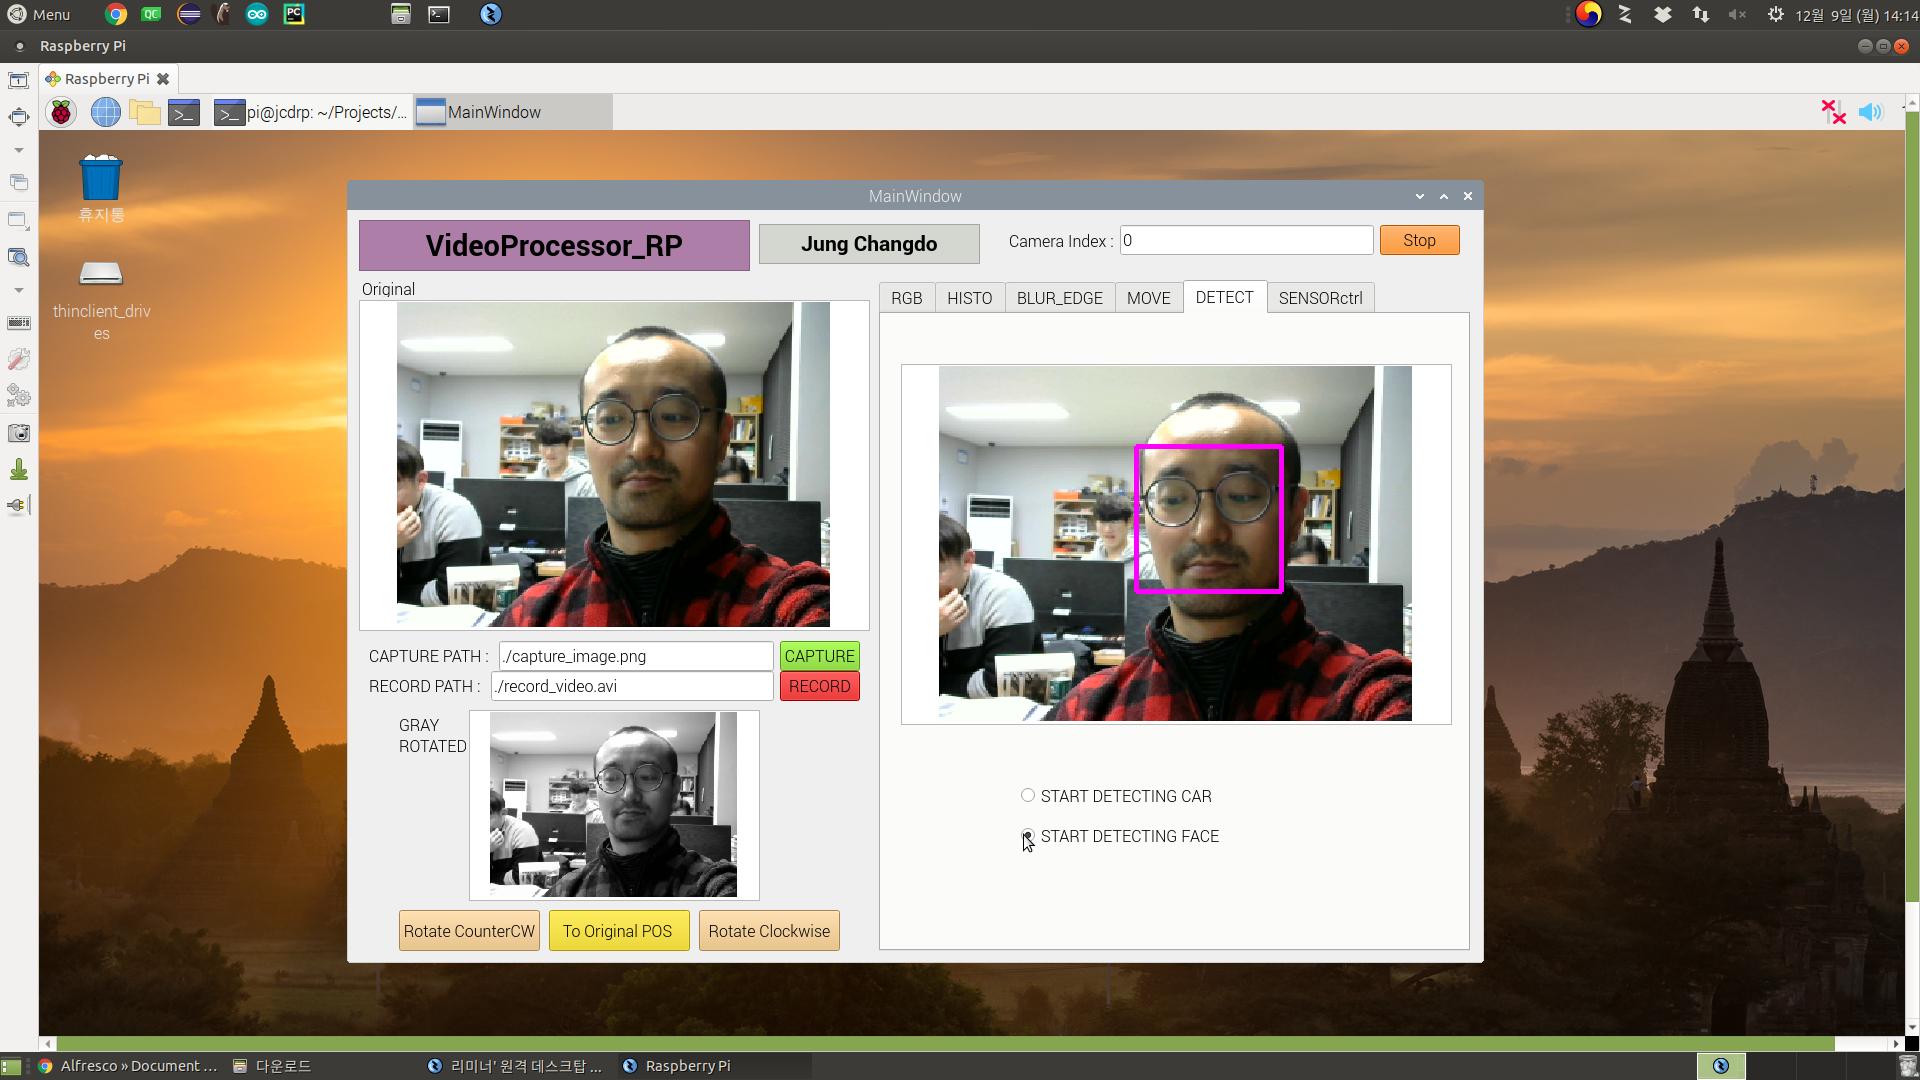 Menu
QC
PC
12월 9일 (월) 14:14
Raspberry Pi
Raspberry Pi
pi@jcdrp: ~/Projects/...
MainWindow
휴지통
thinclient_driv
es
MainWindow
VideoProcessor_RP
Jung Changdo
Camera Index :
0
Stop
Original
RGB
HISTO
BLUR_EDGE
MOVE
DETECT
SENSORctrl
CAPTURE PATH :
./capture_image.png
CAPTURE
RECORD PATH :
./record_video.avi
RECORD
GRAY
ROTATED
START DETECTING CAR
START DETECTING FACE
Rotate CounterCW
To Original POS
Rotate Clockwise
Alfresco » Document ...
다운로드
리미너' 원격 데스크탑 ...
Raspberry Pi